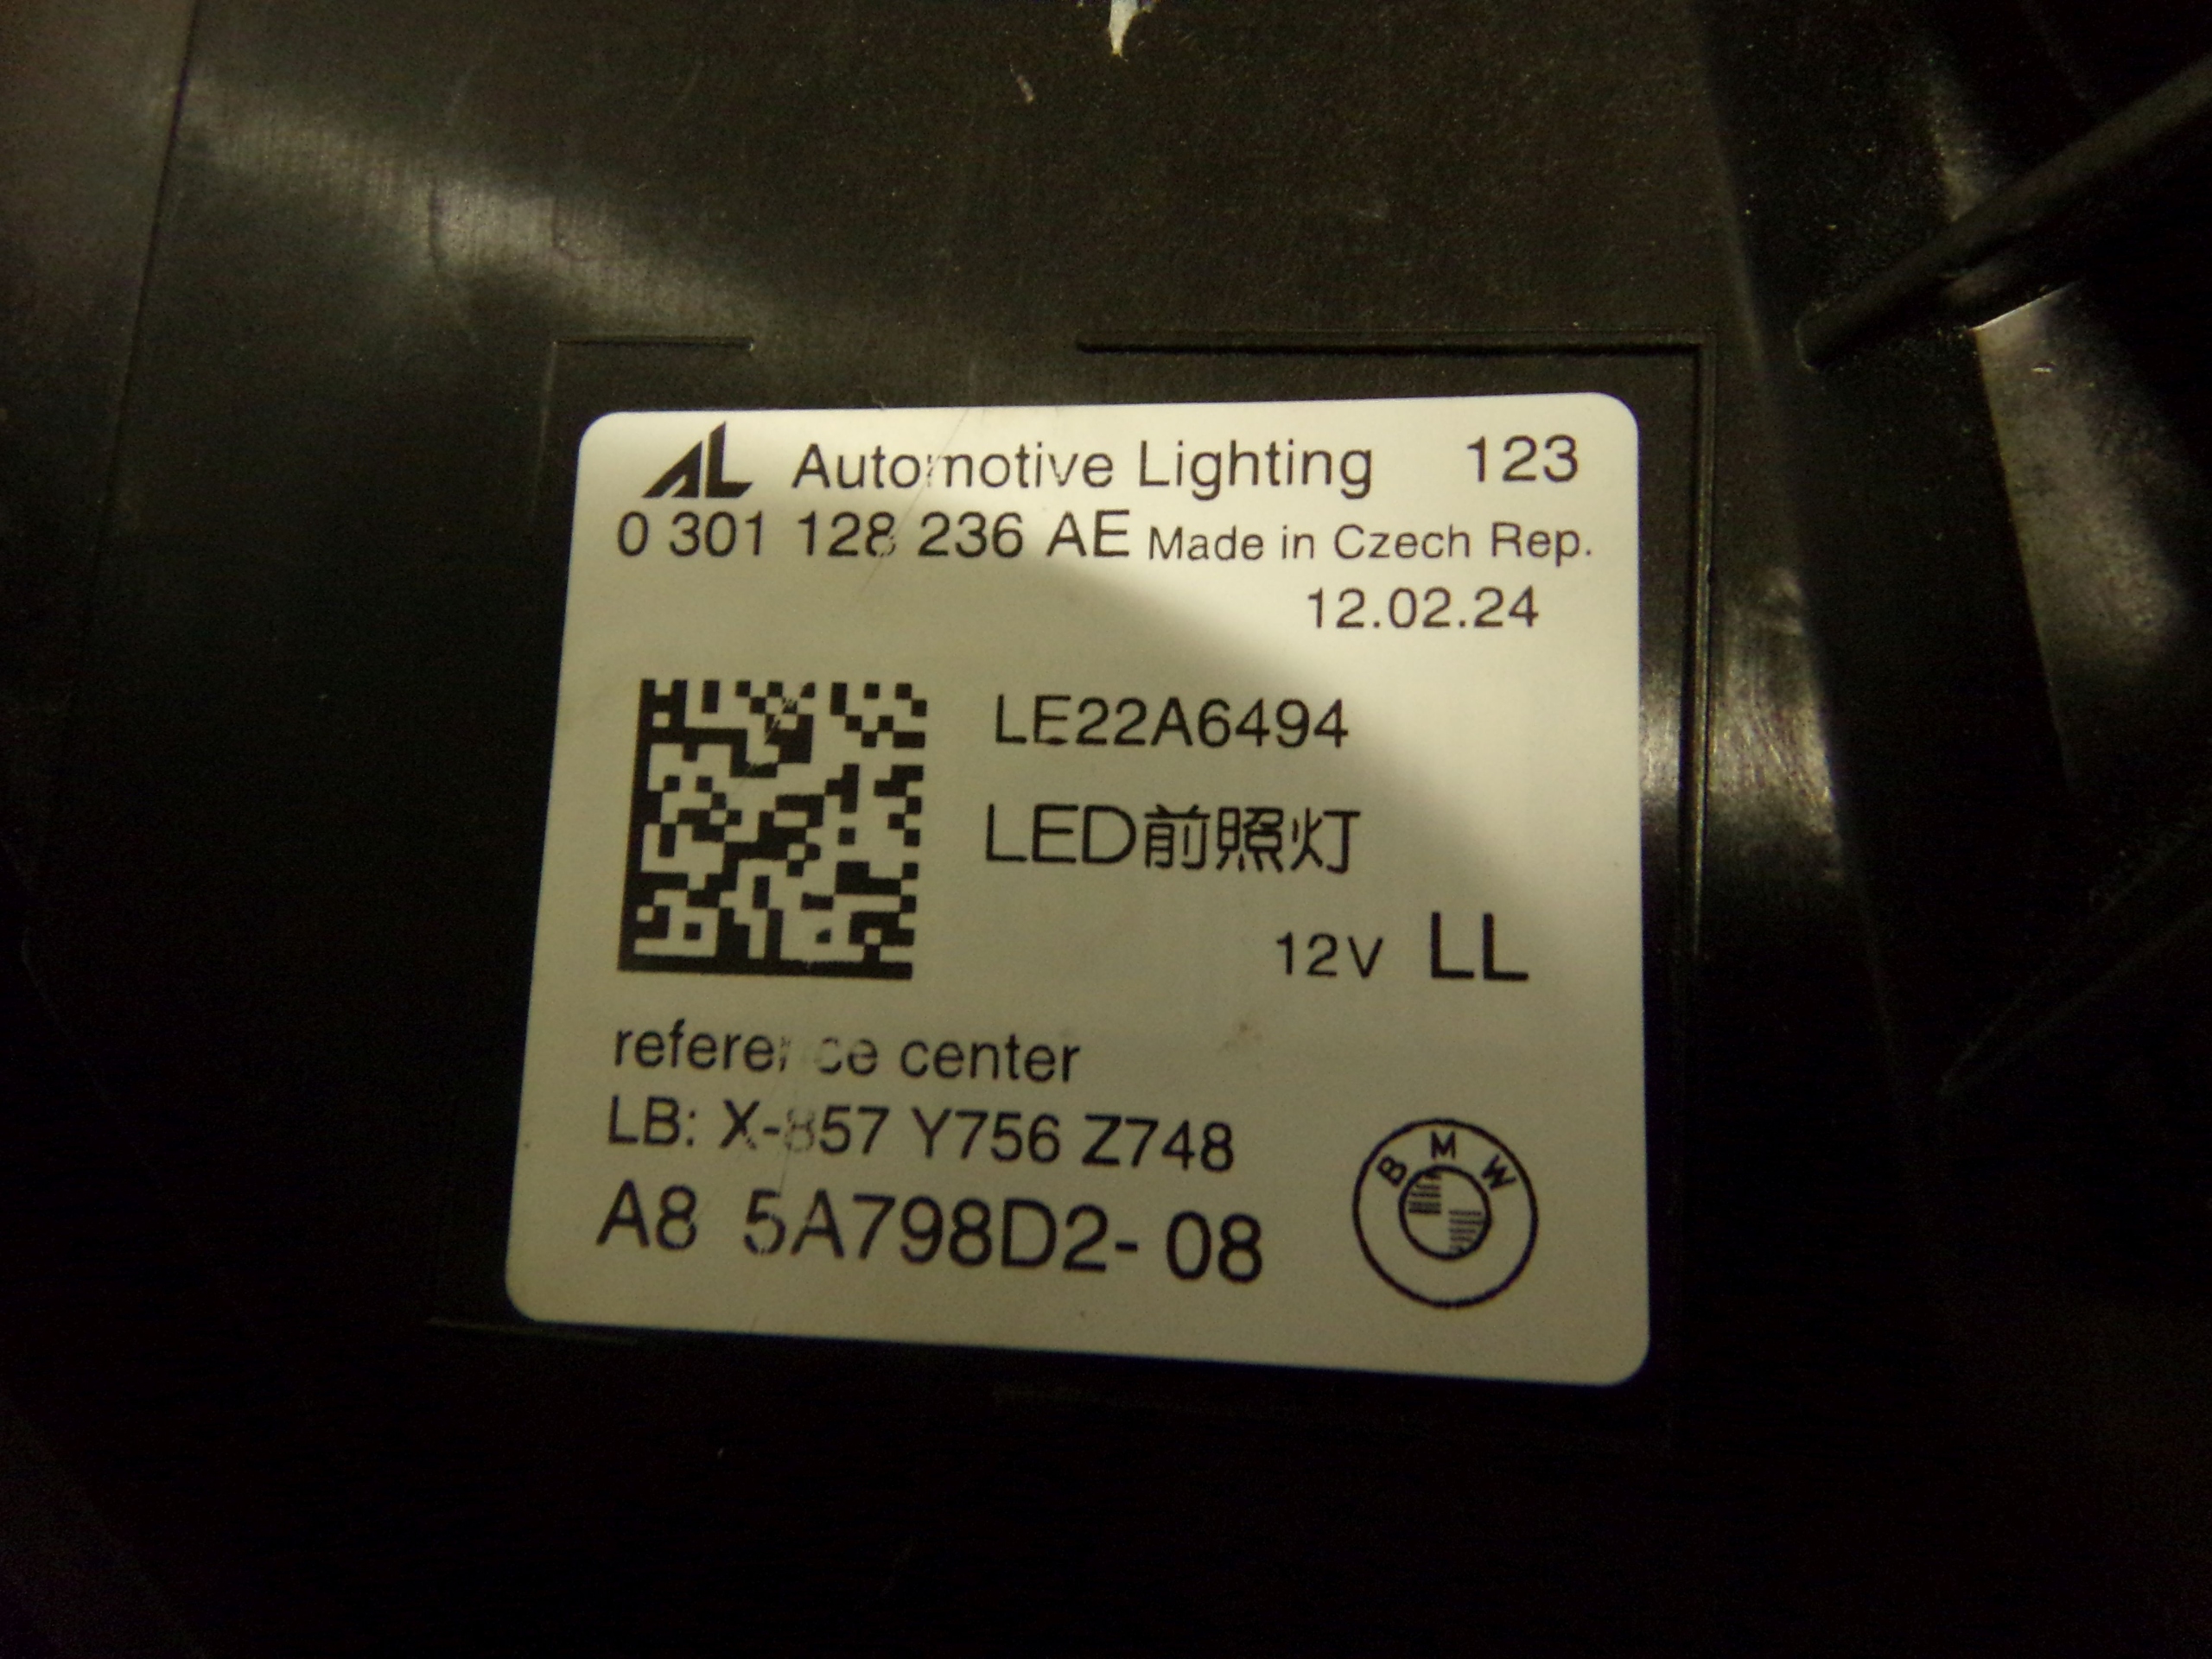 AL Automotive Lighting 123
0 301 128 236 AE Made in Czech Rep.
12.02.24
LE22A6494
LED前照灯
12V LL
reference center
LB: X-857 Y756 Z748
A8 5A798D2-08
BMW